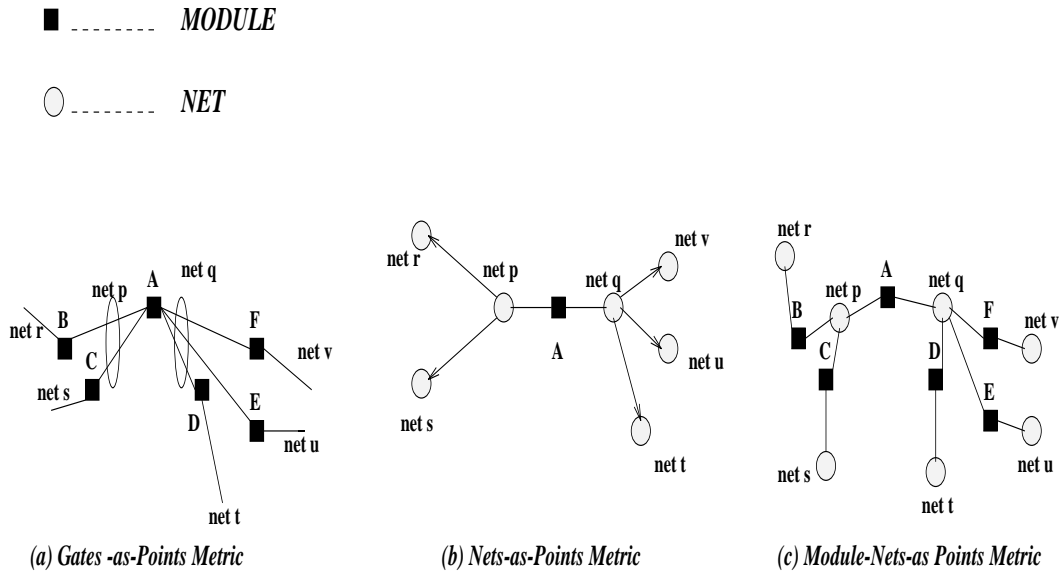 MODULE
NET
net r
B
C
net s
net p
A
net q
D
F
E
net v
net u
net t
(a) Gates -as-Points Metric
net r
net p
net s
A
net q
net v
net u
net t
(b) Nets-as-Points Metric
net r
B
C
net p
A
net s
net q
D
F
E
net v
net u
net t
(c) Module-Nets-as Points Metric